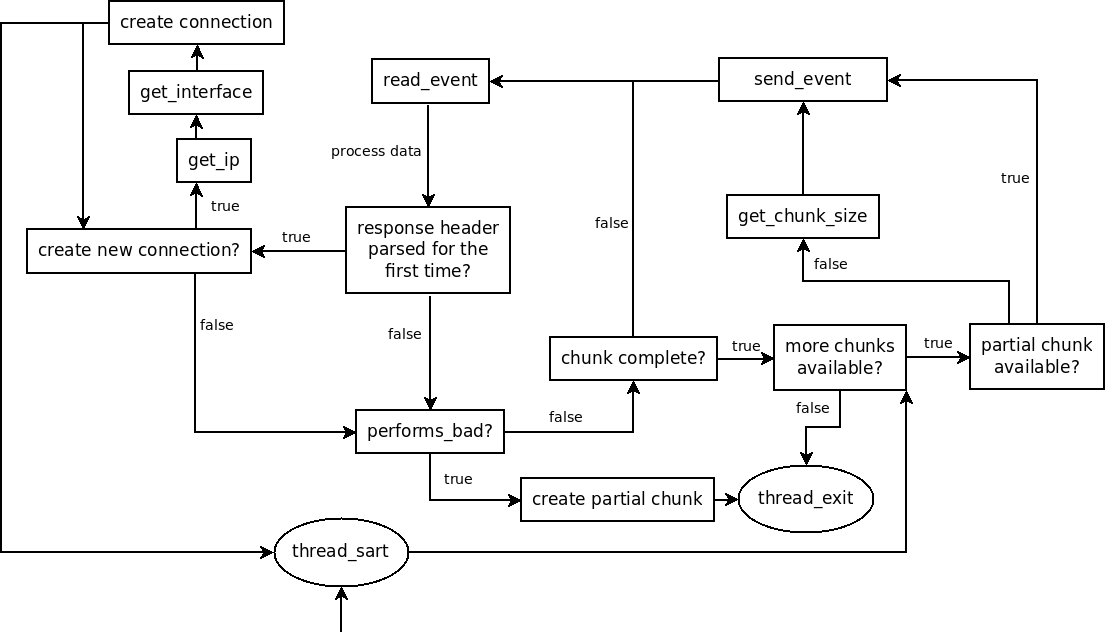 create connection
read_event
send_event
get_interface
process data
get_ip
true
true
get_chunk_size
response header
parsed for the
first time?
create new connection?
true
false
false
false
false
chunk complete?
true
more chunks
available?
true
partial chunk
available?
performs_bad?
false
false
true
create partial chunk
thread_exit
thread_sart